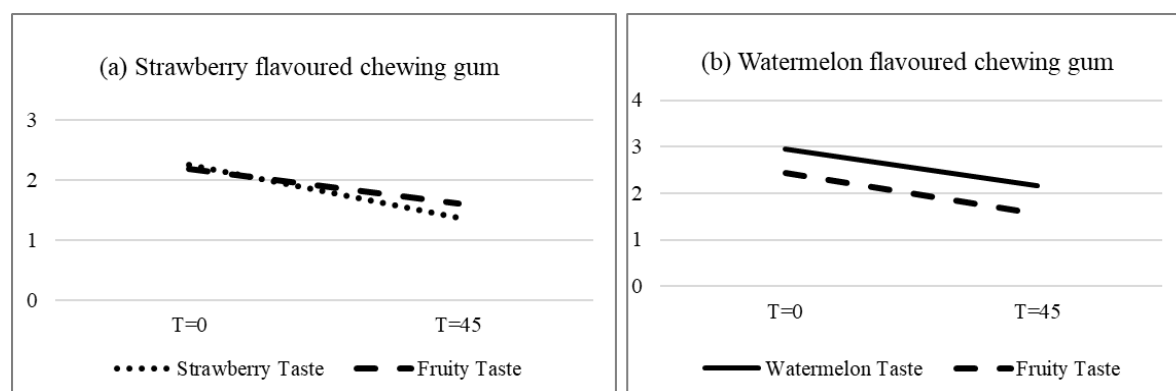 (a) Strawberry flavoured chewing gum
3
2
1
0
T=0 T=45
Strawberry Taste Fruity Taste
(b) Watermelon flavoured chewing gum
4
3
2
1
0
T=0 T=45
Watermelon Taste Fruity Taste